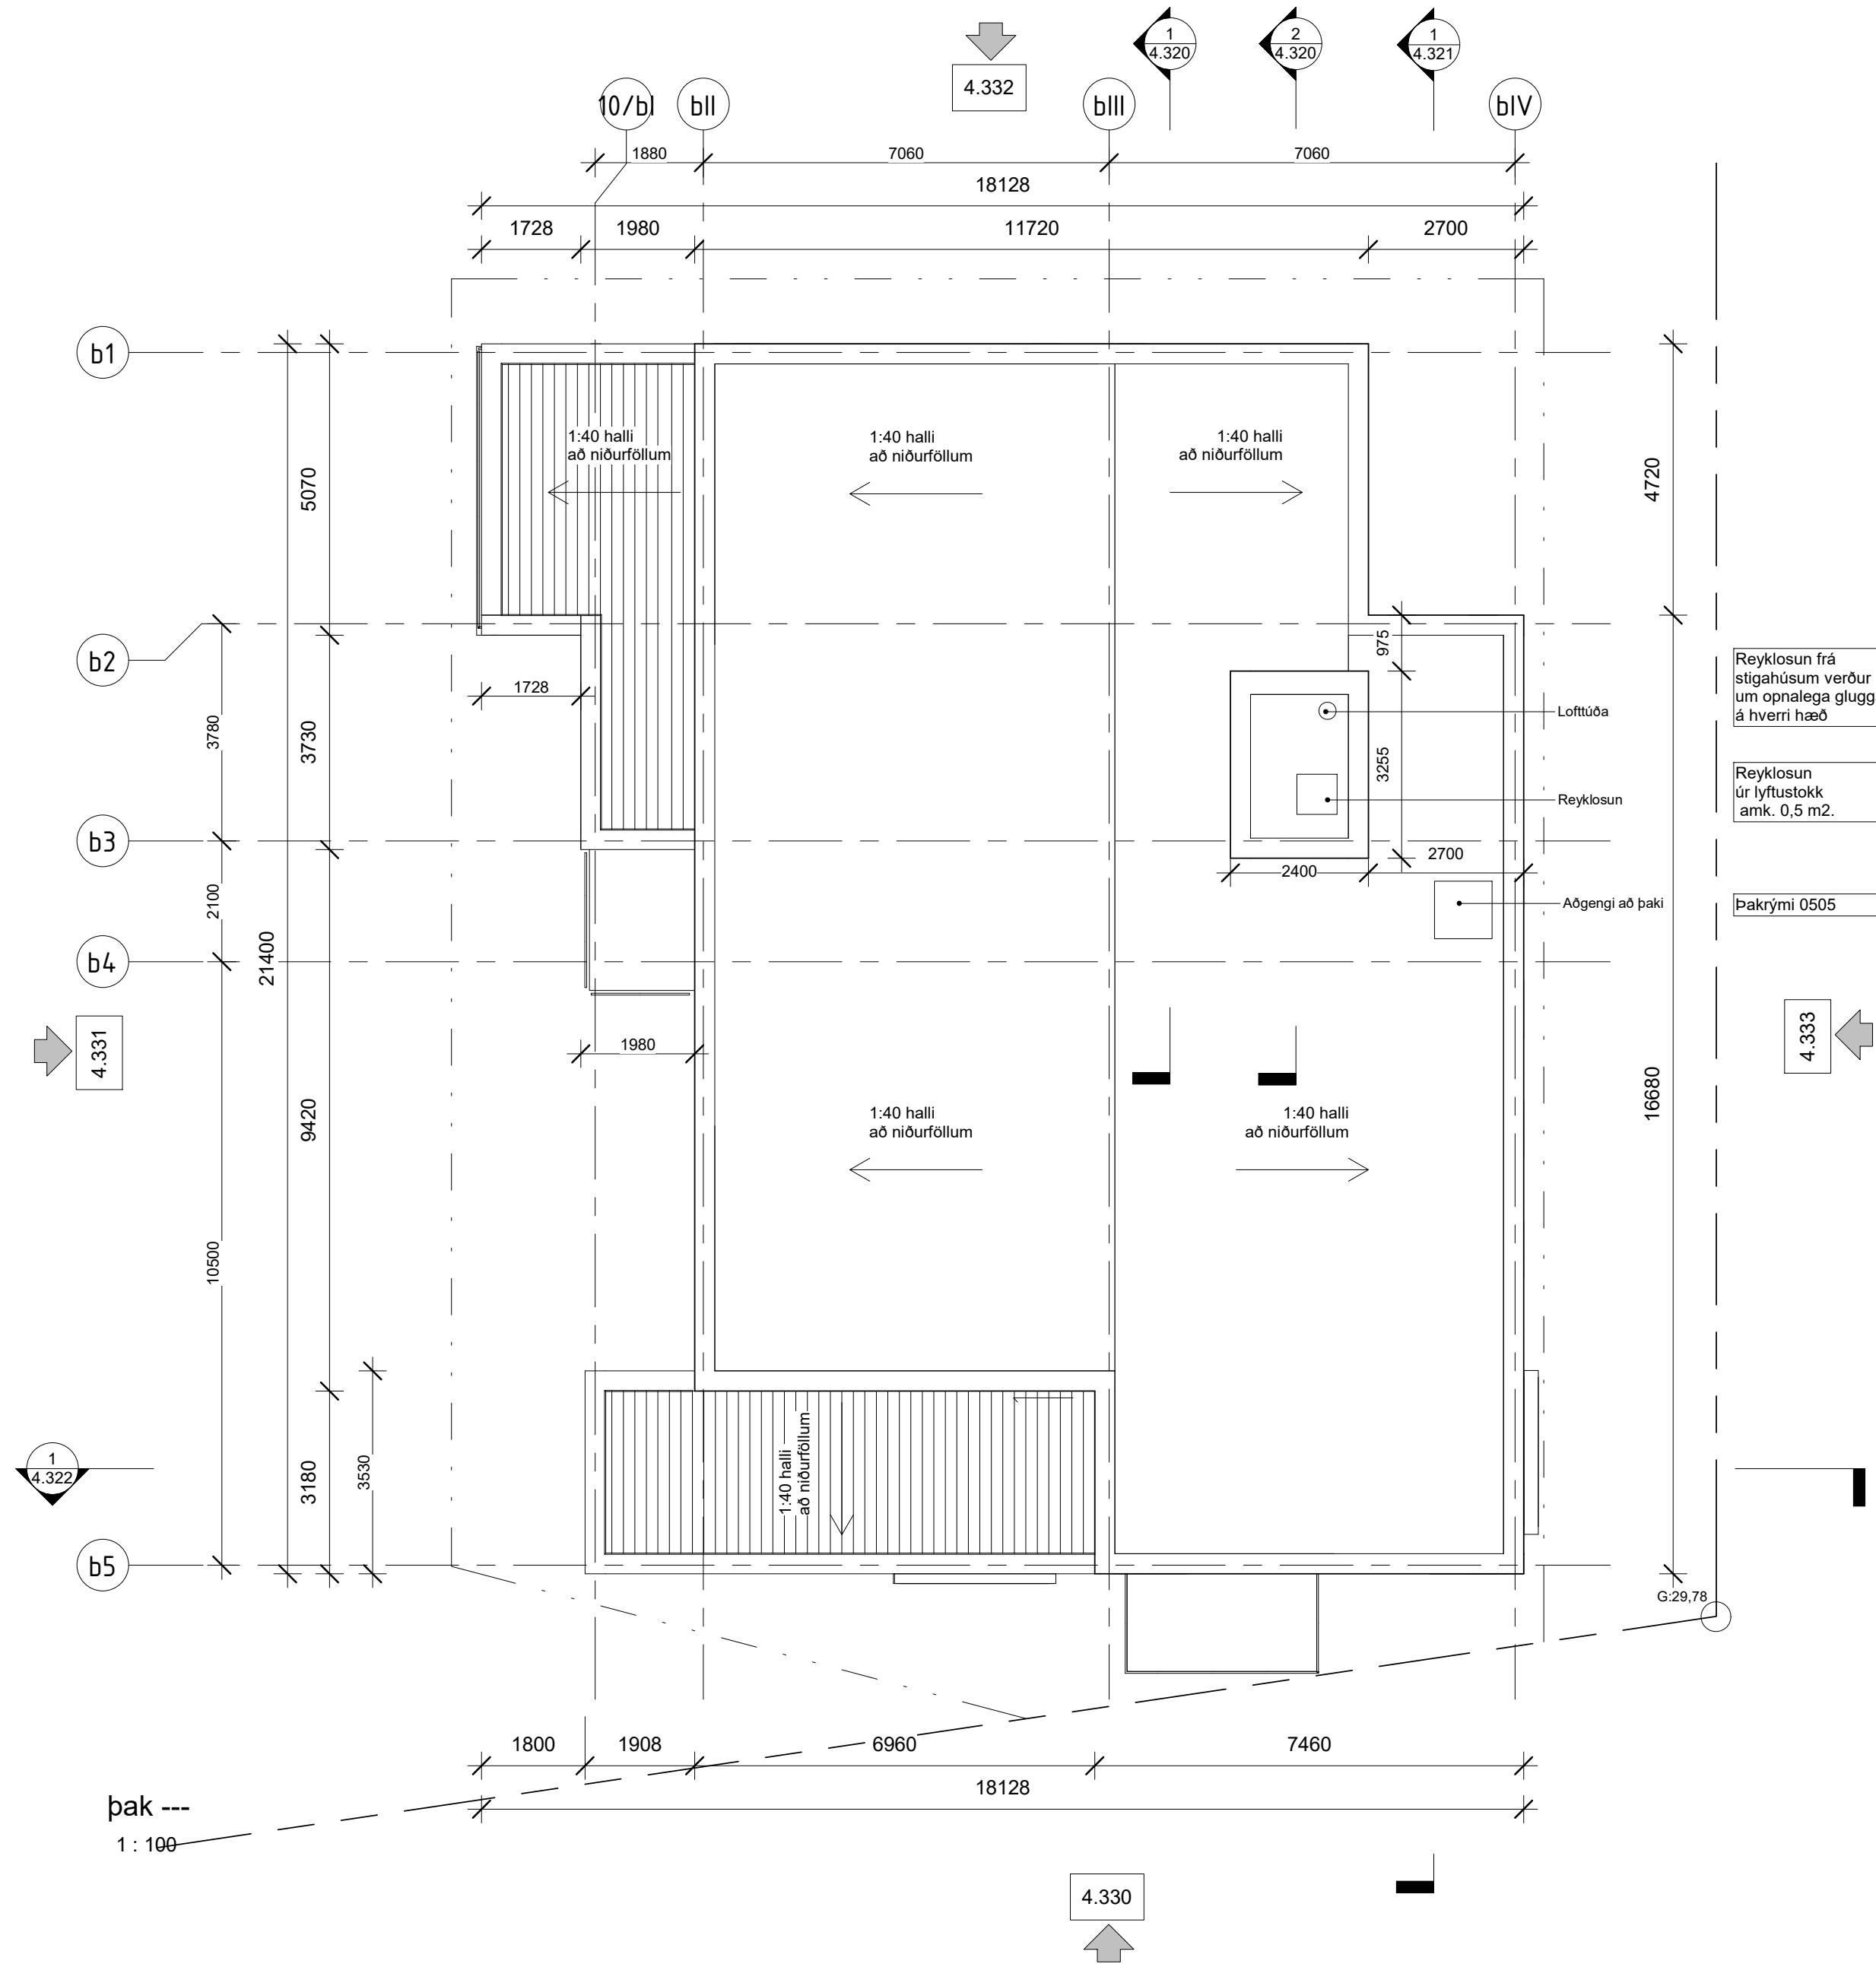 1
4.320
2
4.320
1
4.321
4.332
10/bI
bII
bIII
bIV
1880
7060
7060
18128
1728
1980
11720
2700
b1
b2
b3
b4
b5
1:40 halli
að niðurföllum
1:40 halli
að niðurföllum
1:40 halli
að niðurföllum
5070
4720
975
1728
3780
3730
3255
Lofttúða
Reyklosun
Reyklosun frá
stigahúsum verður
um opnalega glugg
á hverri hæð
Reyklosun
úr lyftustokk
amk. 0,5 m2.
2700
2400
2100
21400
Aðgengi að þaki
Þakrými 0505
4.331
4.333
1980
9420
16680
1:40 halli
að niðurföllum
1:40 halli
að niðurföllum
10500
1
4.322
3180
3530
1:40 halli
að niðurföllum
G:29,78
1800
1908
6960
7460
18128
þak ---
1 : 100
4.330